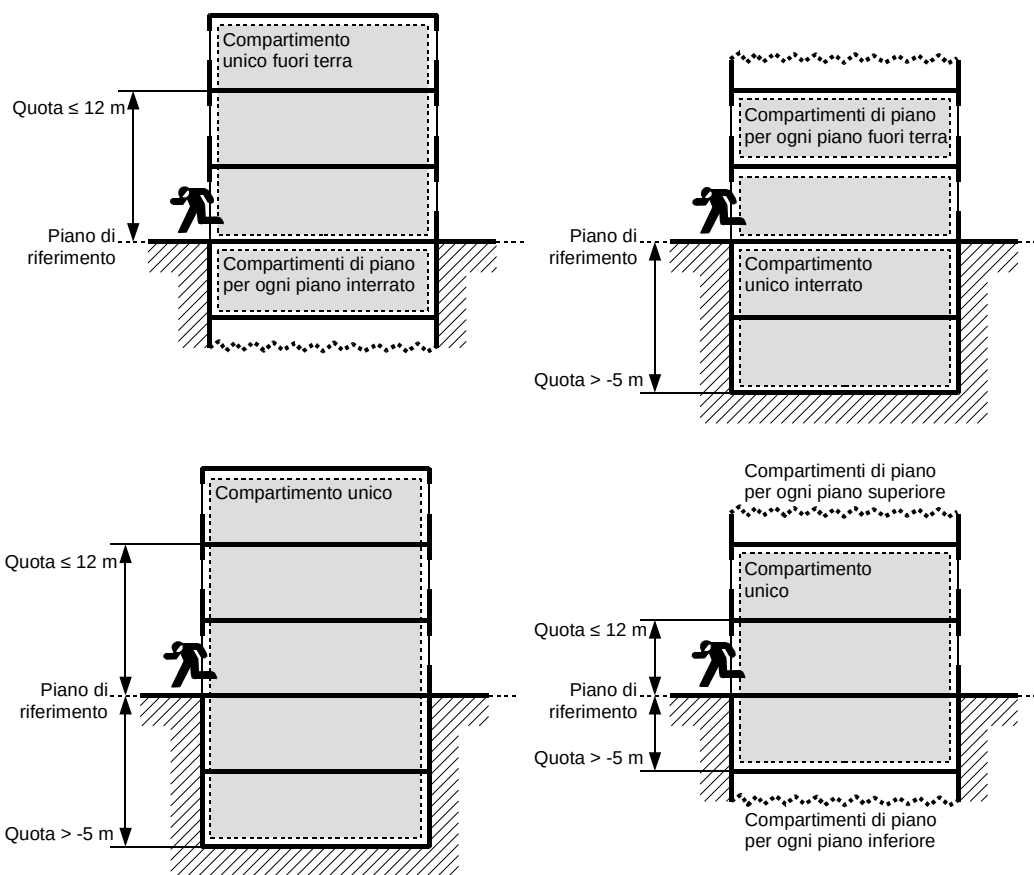 Compartimento
unico fuori terra
Quota ≤ 12 m
Piano di
riferimento
Compartimenti di piano
per ogni piano interrato
Compartimenti di piano
per ogni piano fuori terra
Piano di
riferimento
Compartimento
unico interrato
Quota > -5 m
Compartimento unico
Quota ≤ 12 m
Piano di
riferimento
Quota > -5 m
Compartimenti di piano
per ogni piano superiore
Compartimento
unico
Quota ≤ 12 m
Piano di
riferimento
Quota > -5 m
Compartimenti di piano
per ogni piano inferiore